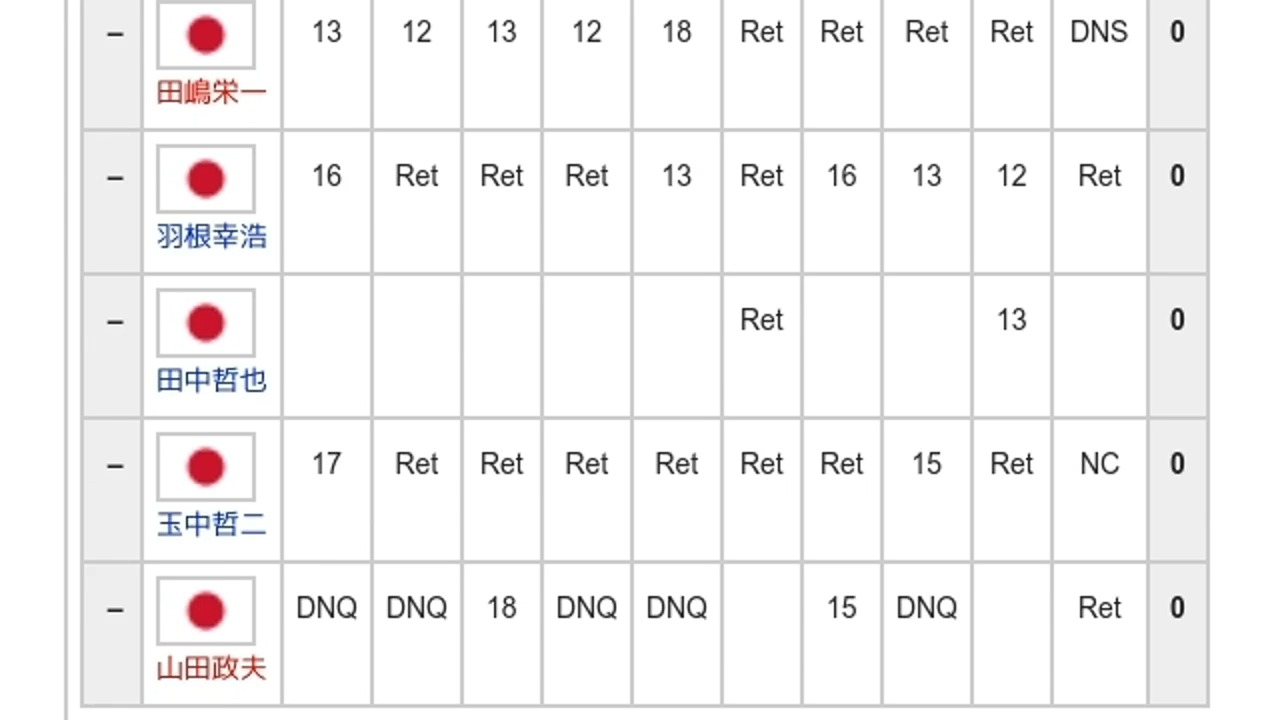 – 13 12 13 12 18 Ret Ret Ret Ret DNS 0
田嶋栄一
– 16 Ret Ret Ret 13 Ret 16 13 12 Ret 0
羽根幸浩
– Ret 13 0
田中哲也
– 17 Ret Ret Ret Ret Ret Ret 15 Ret NC 0
玉中哲二
– DNQ DNQ 18 DNQ DNQ 15 DNQ Ret 0
山田政夫